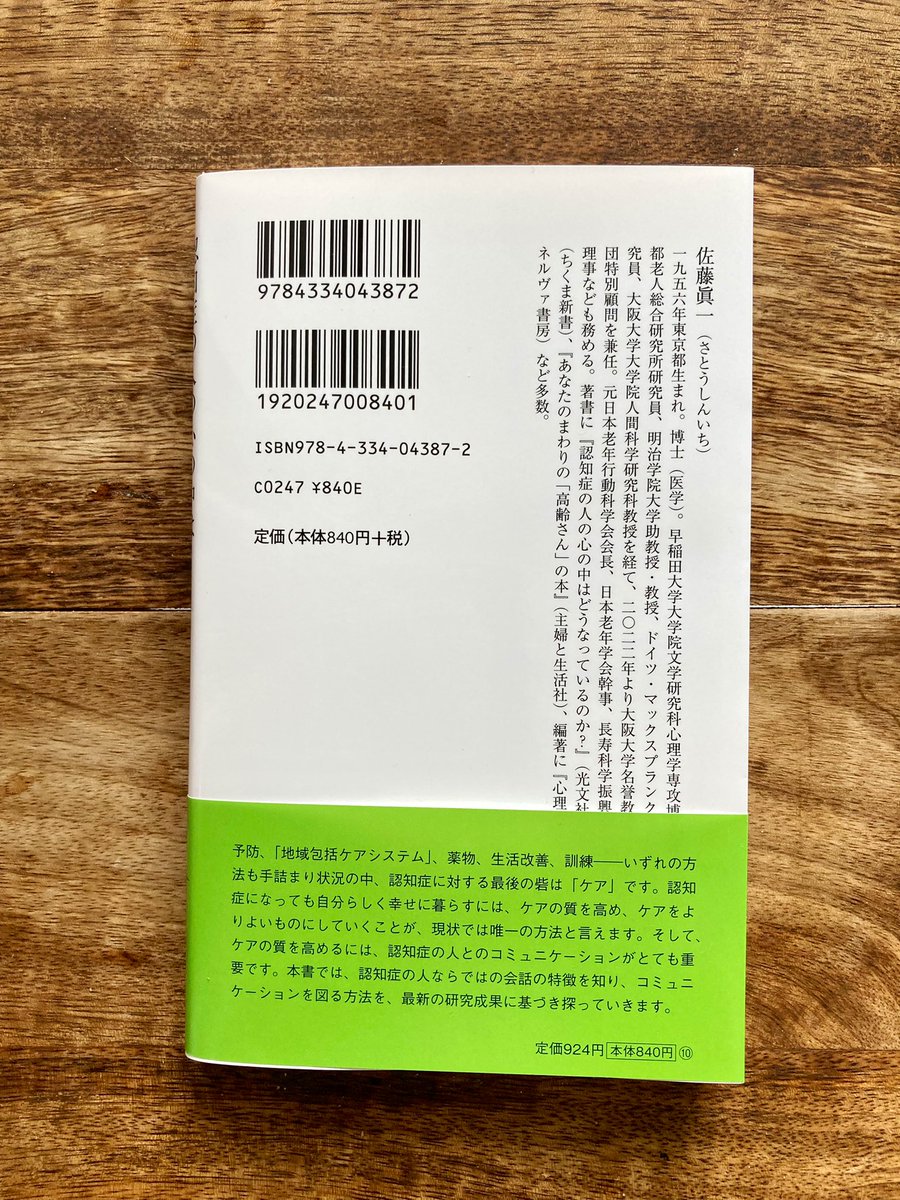 9784334043872
1920247008401
ISBN978-4-334-04387-2
C0247 ¥840E
定価(本体840円+税)
佐藤眞一(さとうしんいち)
一九五六年東京都生まれ。博士(医学)。早稲田大学大学院文学研究科心理学専攻博
都老人総合研究所研究員、明治学院大学助教授・教授、ドイツ・マックスプランク
究員、大阪大学大学院人間科学研究科教授を経て、二〇二二年より大阪大学名誉教
団特別顧問を兼任。元日本老年行動科学会会長、日本老年学会幹事、長寿科学振興
理事なども務める。著書に『認知症の人の心の中はどうなっているのか?』(光文社
(ちくま新書)、『あなたのまわりの「高齢さん」の本』(主婦と生活社)、編著に『心理
ネルヴァ書房)など多数。
予防、「地域包括ケアシステム」、薬物、生活改善、訓練――いずれの方
法も手詰まり状況の中、認知症に対する最後の砦は「ケア」です。認知
症になっても自分らしく幸せに暮らすには、ケアの質を高め、ケアをよ
りよいものにしていくことが、現状では唯一の方法と言えます。そして、
ケアの質を高めるには、認知症の人とのコミュニケーションがとても重
要です。本書では、認知症の人ならではの会話の特徴を知り、コミュニ
ケーションを図る方法を、最新の研究成果に基づき探っていきます。
定価924円 本体840円 ⑩